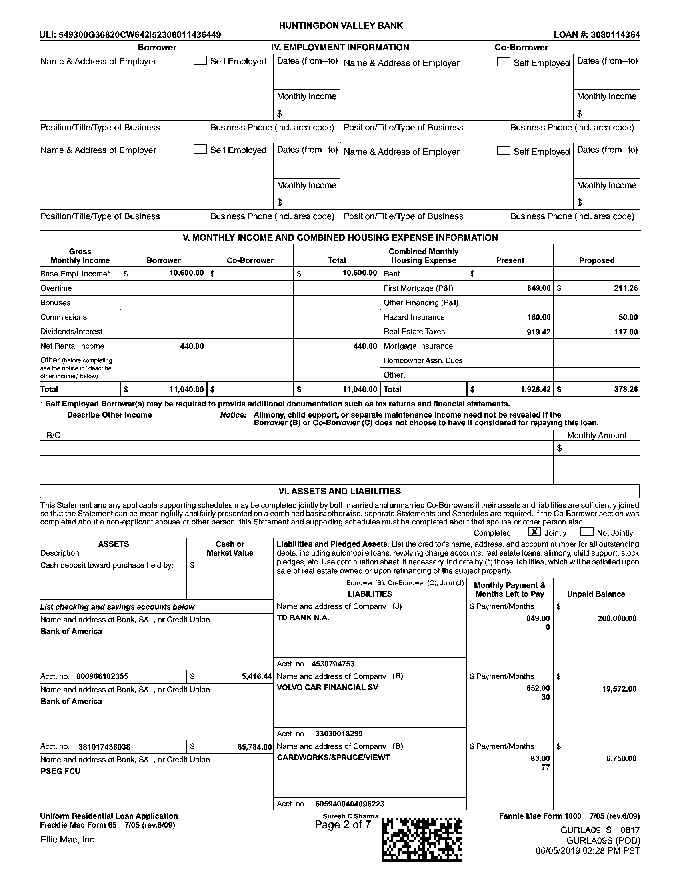 HUNTINGDON VALLEY BANK
LOAN #: 3080114364
Borrower IV. EMPLOYMENT INFORMATION Co-Borrower
Name & Address of Employer Self Employed Dates (from–to) Name & Address of Employer Self Employed Dates (from–to)
Monthly Income Monthly Income
$ $
Position/Title/Type of Business Business Phone (incl. area code) Position/Title/Type of Business Business Phone (incl. area code)
Name & Address of Employer Self Employed Dates (from–to) Name & Address of Employer Self Employed Dates (from–to)
Monthly Income Monthly Income
$ $
Position/Title/Type of Business Business Phone (incl. area code) Position/Title/Type of Business Business Phone (incl. area code)
V. MONTHLY INCOME AND COMBINED HOUSING EXPENSE INFORMATION
Gross Monthly Income Borrower Co-Borrower Total Combined Monthly Housing Expense Present Proposed
Base Empl. Income* $ 10,600.00 $ $ 10,600.00 Rent $
Overtime First Mortgage (P&I) 849.00 $ 211.26
Bonuses Other Financing (P&I)
Commissions Hazard Insurance 160.00 50.00
Dividends/Interest Real Estate Taxes 919.42 117.00
Net Rental Income 440.00 440.00 Mortgage Insurance
Other (before completing, Homeowner Assn. Dues
see the notice in "describe
other income," below) Other:
Total $ 11,040.00 $ $ 11,040.00 Total $ 1,928.42 $ 378.26
* Self Employed Borrower(s) may be required to provide additional documentation such as tax returns and financial statements.
Describe Other Income Notice: Alimony, child support, or separate maintenance income need not be revealed if the
Borrower (B) or Co-Borrower (C) does not choose to have it considered for repaying this loan.
B/C Monthly Amount
$
VI. ASSETS AND LIABILITIES
This Statement and any applicable supporting schedules may be completed jointly by both married and unmarried Co-Borrowers if their assets and liabilities are sufficiently joined
so that the Statement can be meaningfully and fairly presented on a combined basis; otherwise, separate Statements and Schedules are required. If the Co-Borrower section was
completed about a non-applicant spouse or other person, this Statement and supporting schedules must be completed about that spouse or other person also.
Completed X Jointly Not Jointly
ASSETS Cash or Market Value
Description
Cash deposit toward purchase held by: $
Liabilities and Pledged Assets. List the creditor's name, address, and account number for all outstanding
debts, including automobile loans, revolving charge accounts, real estate loans, alimony, child support, stock
pledges, etc. Use continuation sheet, if necessary. Indicate by (*) those liabilities, which will be satisfied upon
sale of real estate owned or upon refinancing of the subject property.
Borrower (B), Co-Borrower (C), Joint (J)
LIABILITIES Monthly Payment & Months Left to Pay Unpaid Balance
List checking and savings accounts below Name and address of Company (J) $ Payment/Months $
Name and address of Bank, S&L, or Credit Union TD BANK N.A. 849.00 200,000.00
Bank of America 0
Acct. no. 4530794753
Acct. no. 000966102355 $ 5,416.44 Name and address of Company (B) $ Payment/Months $
Name and address of Bank, S&L, or Credit Union VOLVO CAR FINANCIAL SV 652.00 19,572.00
Bank of America 30
Acct. no. 33030018299
Acct. no. 381017436036 $ 65,784.00 Name and address of Company (B) $ Payment/Months $
Name and address of Bank, S&L, or Credit Union CARDWORKS/SPRUCE/VIEWT 83.00 6,750.00
PSEG FCU 77
Uniform Residential Loan Application Suresh C Sharma Fannie Mae Form 1003 7/05 (rev.6/09)
Freddie Mac Form 65 7/05 (rev.6/09) Page 2 of 7
Ellie Mae, Inc. GURLA09_S 0817
GURLA09S (POD)
06/05/2019 02:28 PM PST